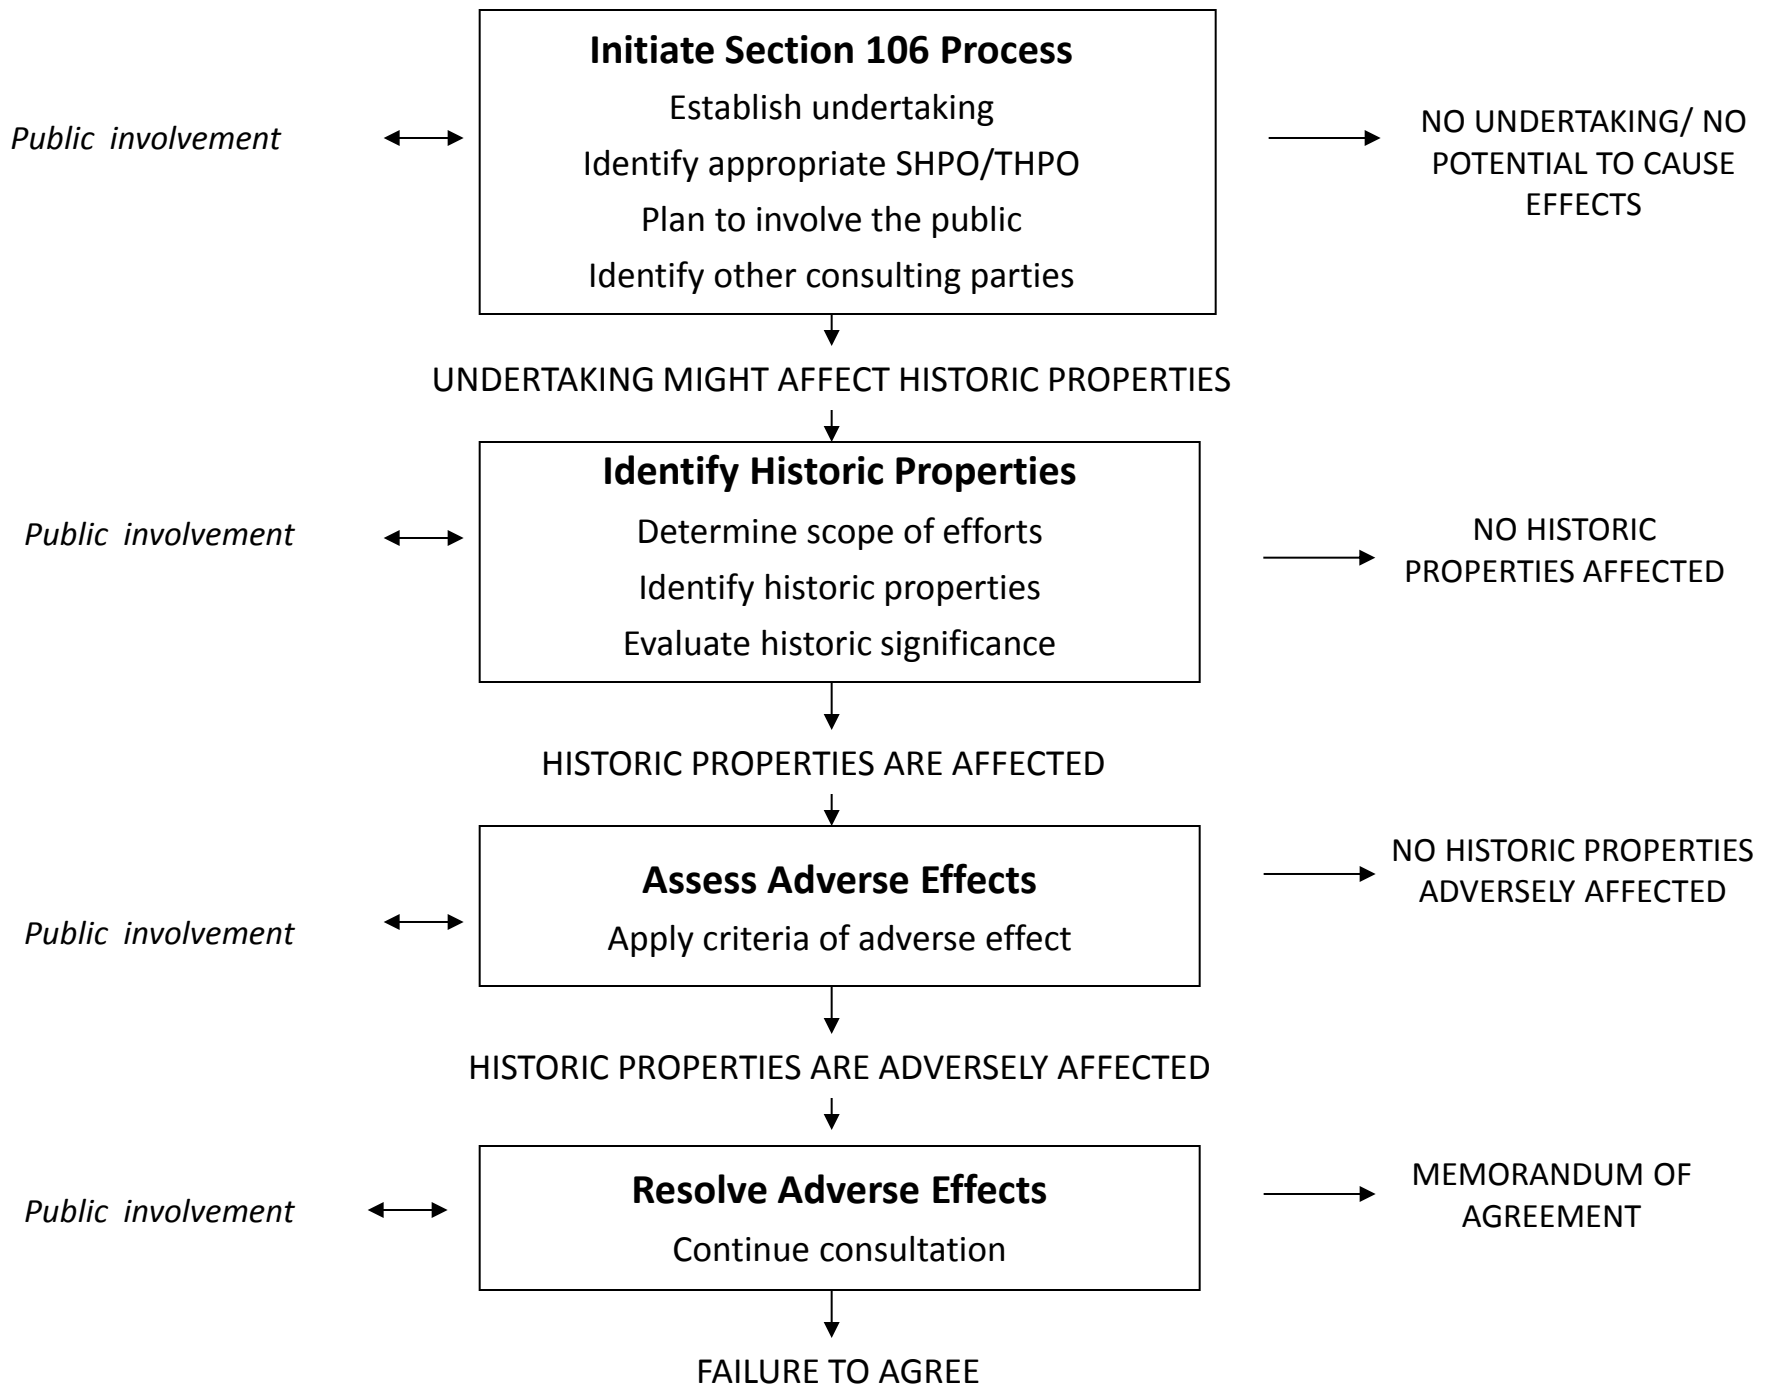 Initiate Section 106 Process
Establish undertaking
Identify appropriate SHPO/THPO
Plan to involve the public
Identify other consulting parties
Public involvement
NO UNDERTAKING/ NO
POTENTIAL TO CAUSE
EFFECTS
UNDERTAKING MIGHT AFFECT HISTORIC PROPERTIES
Identify Historic Properties
Determine scope of efforts
Identify historic properties
Evaluate historic significance
Public involvement
NO HISTORIC
PROPERTIES AFFECTED
HISTORIC PROPERTIES ARE AFFECTED
Assess Adverse Effects
Apply criteria of adverse effect
Public involvement
NO HISTORIC PROPERTIES
ADVERSELY AFFECTED
HISTORIC PROPERTIES ARE ADVERSELY AFFECTED
Resolve Adverse Effects
Continue consultation
Public involvement
MEMORANDUM OF
AGREEMENT
FAILURE TO AGREE